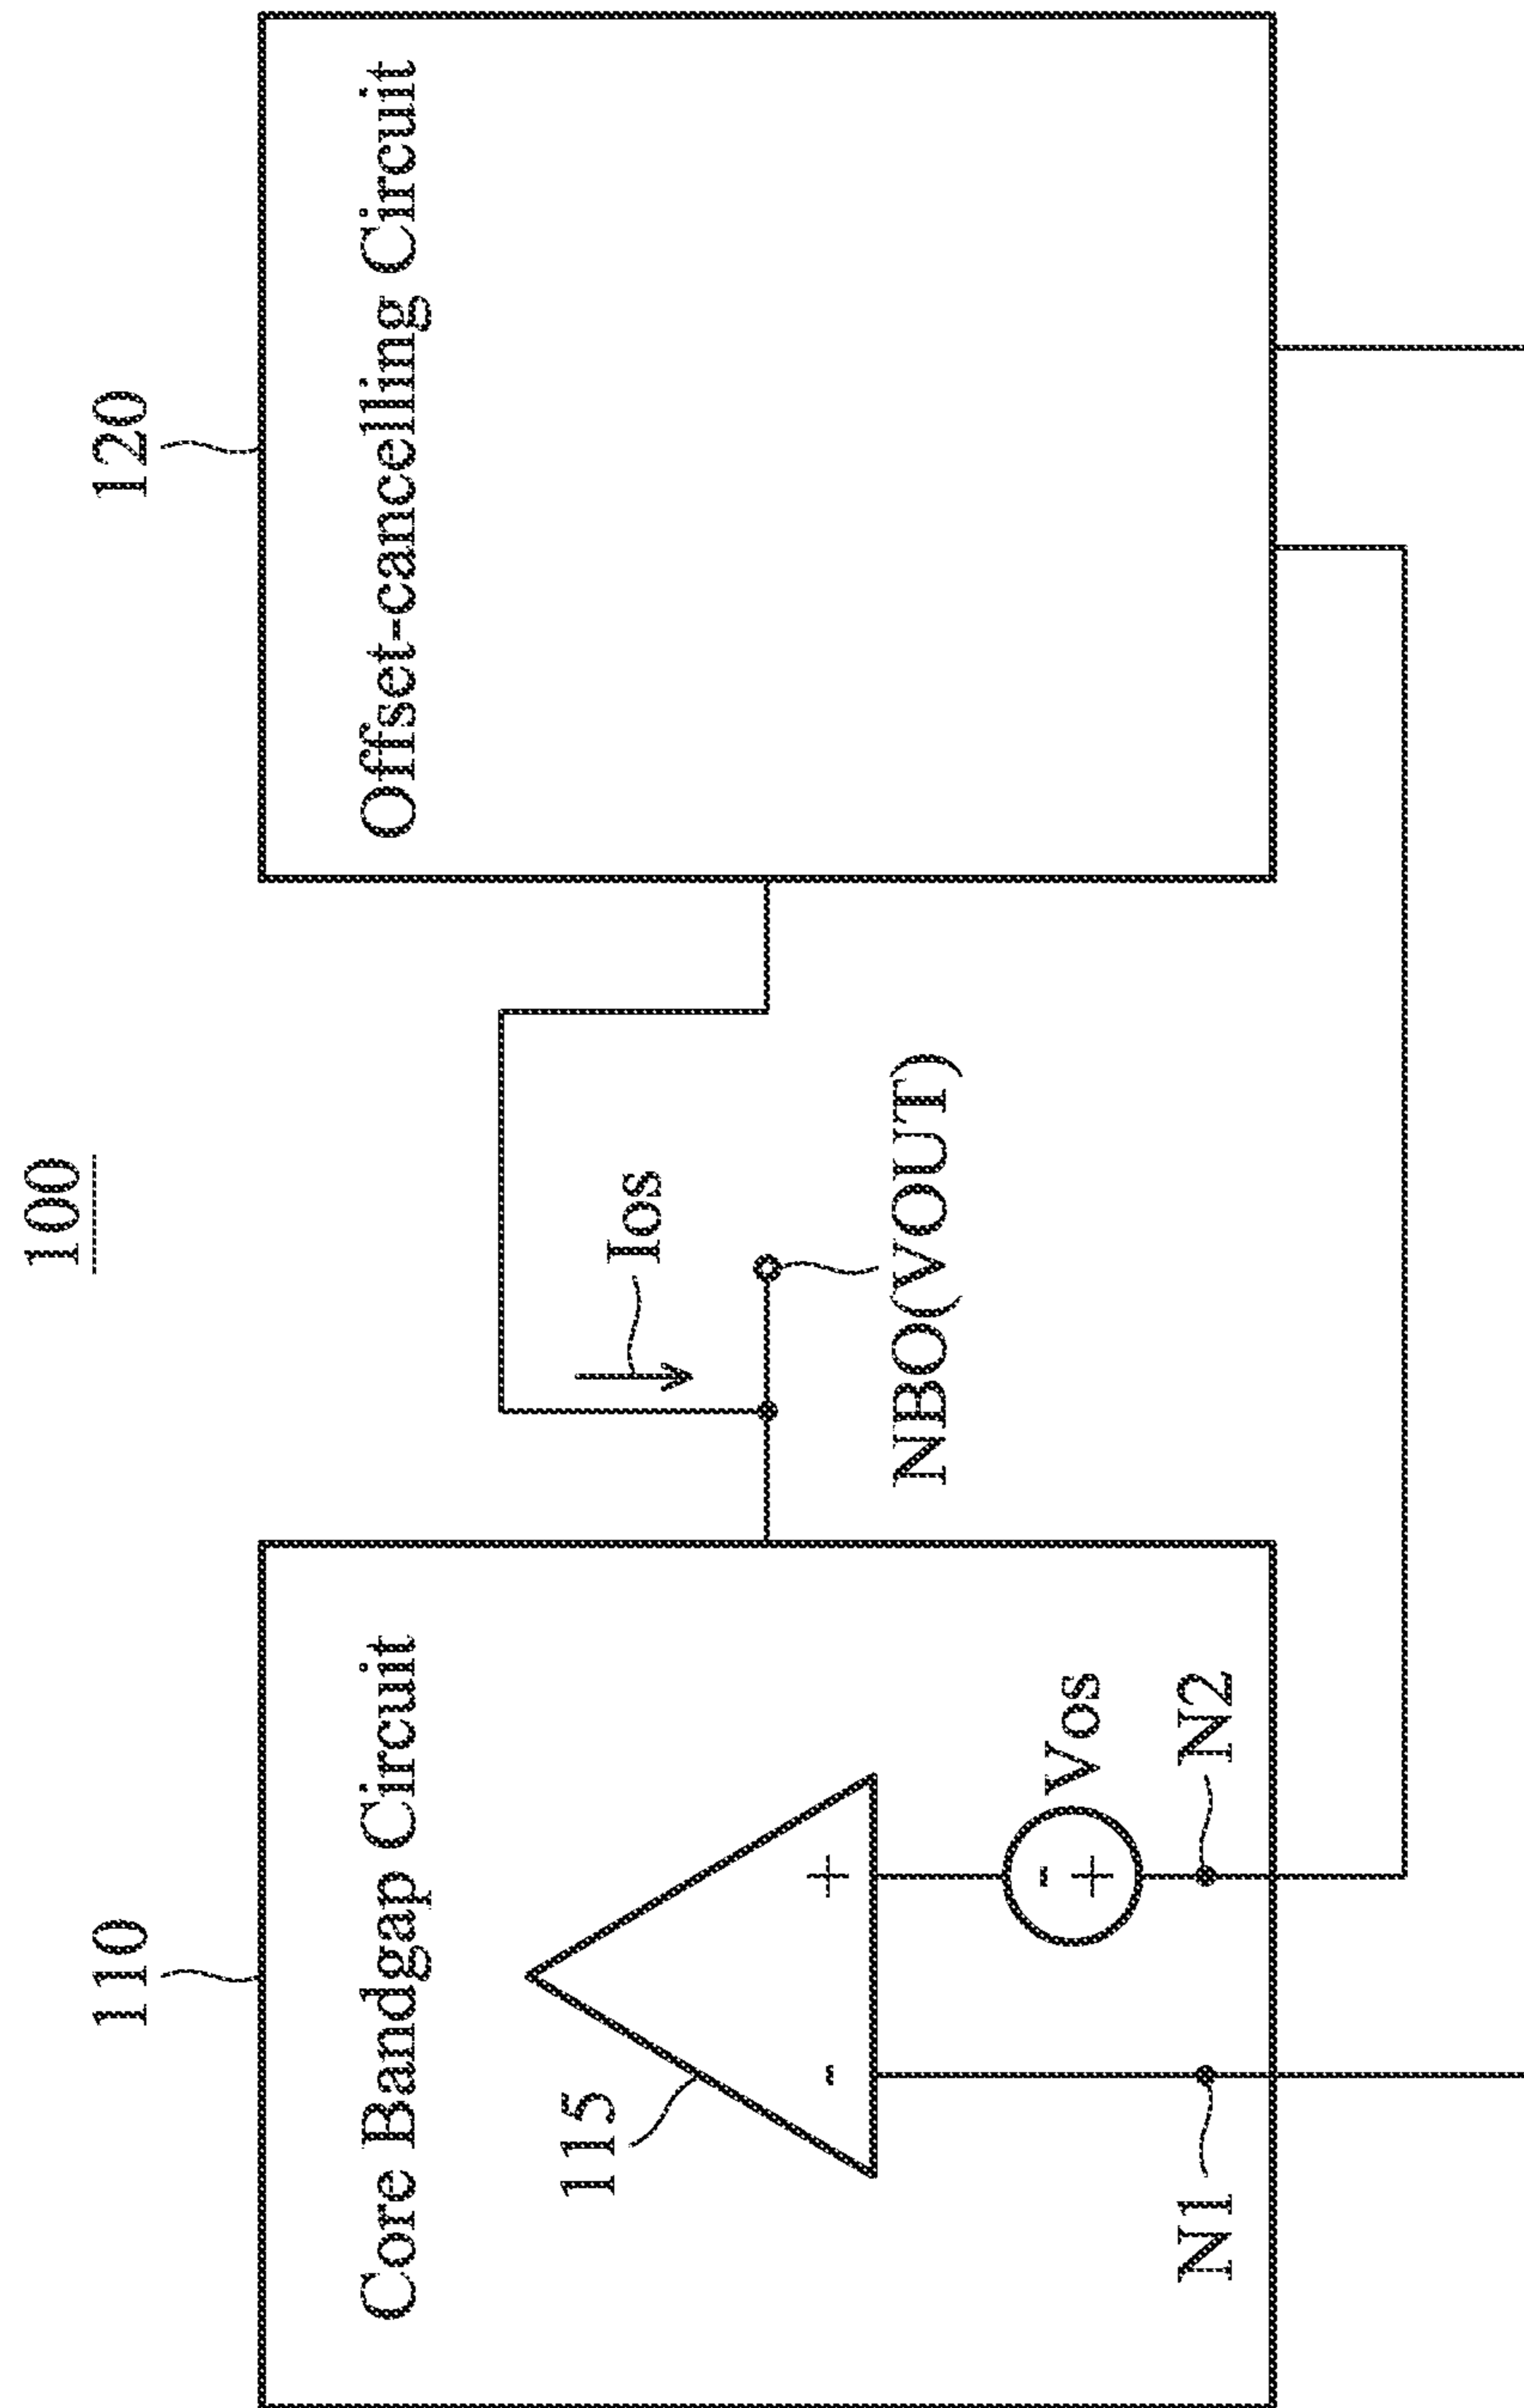 100
110
120
Core Bandgap Circuit
Offset-cancelling Circuit
115
Ios
-
+
NBO(VOUT)
-
+
Vos
N1
N2